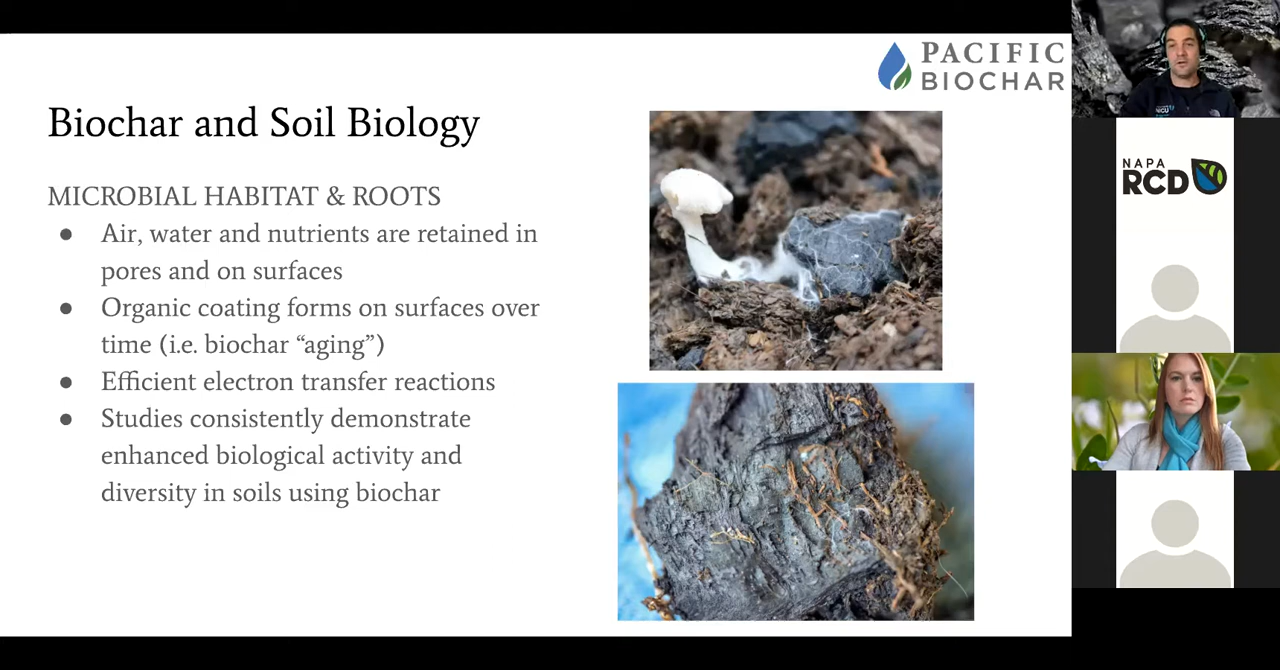 PACIFIC
BIOCHAR
Biochar and Soil Biology
MICROBIAL HABITAT & ROOTS
● Air, water and nutrients are retained in
pores and on surfaces
● Organic coating forms on surfaces over
time (i.e. biochar “aging”)
● Efficient electron transfer reactions
● Studies consistently demonstrate
enhanced biological activity and
diversity in soils using biochar
NAPA
RCD